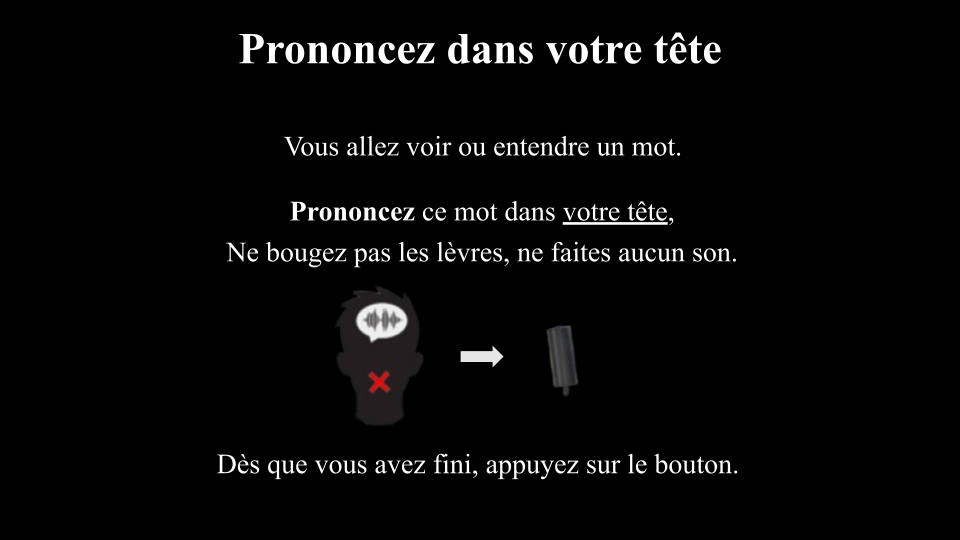 Prononcez dans votre tête
Vous allez voir ou entendre un mot.
Prononcez ce mot dans votre tête,
Ne bougez pas les lèvres, ne faites aucun son.
Dès que vous avez fini, appuyez sur le bouton.